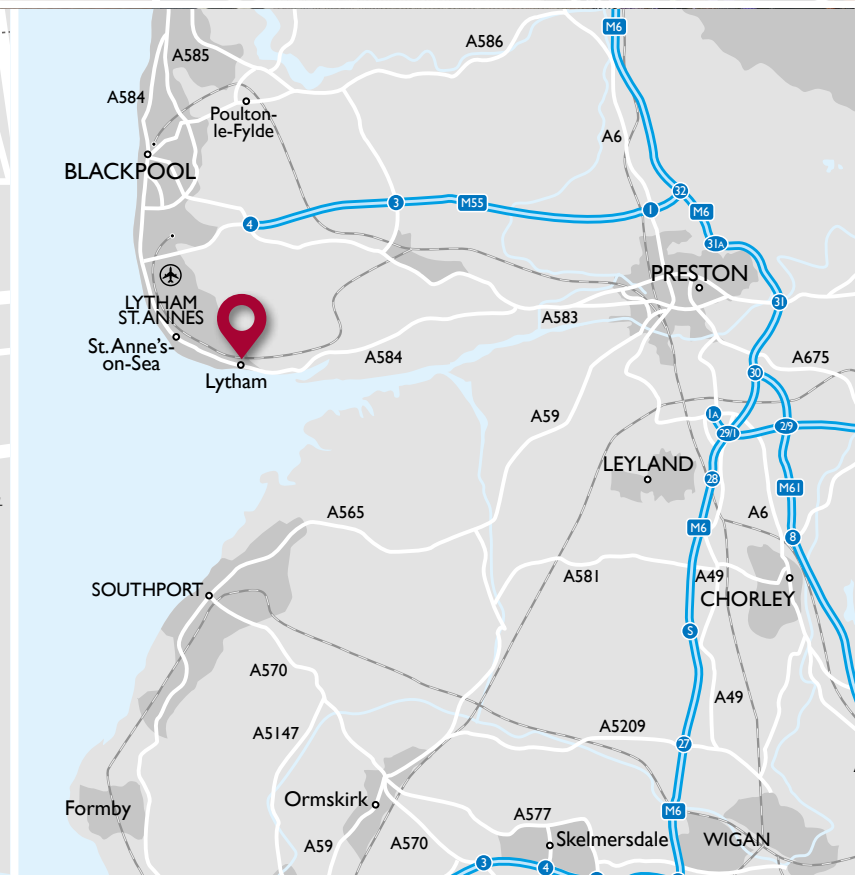 M6
A586
A585
A584
Poulton-
le-Fylde
A6
BLACKPOOL
32
3
M55
1
M6
4
31A
PRESTON
LYTHAM
ST. ANNES
31
A583
St. Anne's-
on-Sea
A584
A675
Lytham
30
1A
A59
29/1
2/9
LEYLAND
28
M61
A565
M6
A6
8
A581
A49
SOUTHPORT
CHORLEY
S
A570
A49
A5147
A5209
27
Formby
Ormskirk
M6
A577
A59
A570
Skelmersdale
WIGAN
3
4